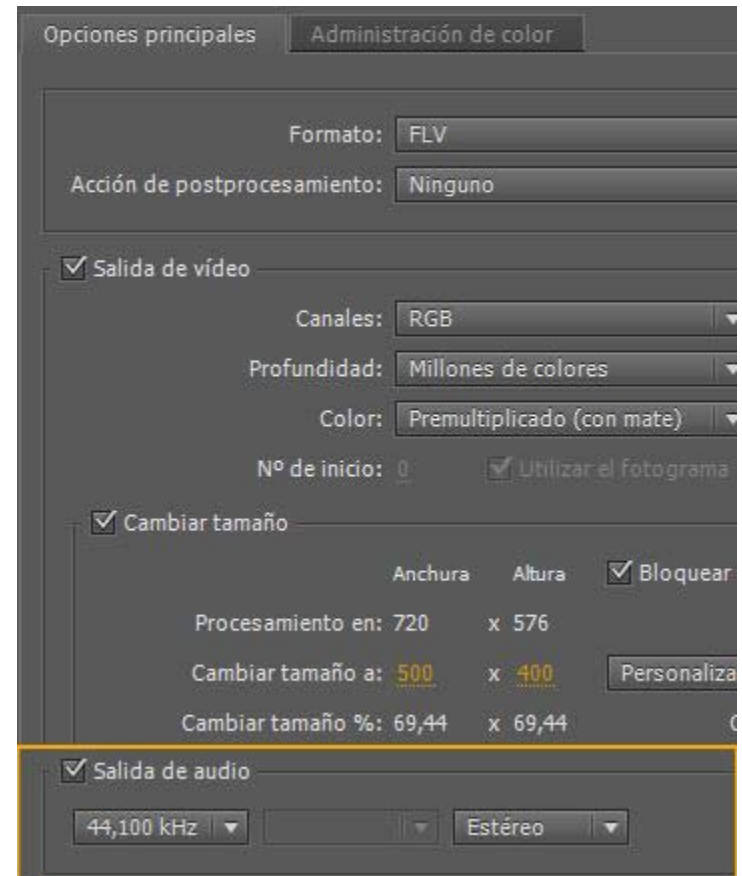 Opciones principales Administración de color
Formato: FLV
Acción de postprocesamiento: Ninguno
Salida de vídeo
Canales: RGB
Profundidad: Millones de colores
Color: Premultiplicado (con mate)
Nº de inicio: 0 Utilizar el fotograma
Cambiar tamaño
Anchura Altura Bloquear
Procesamiento en: 720 x 576
Cambiar tamaño a: 500 x 400 Personaliza
Cambiar tamaño %: 69,44 x 69,44
Salida de audio
44,100 kHz Estéreo